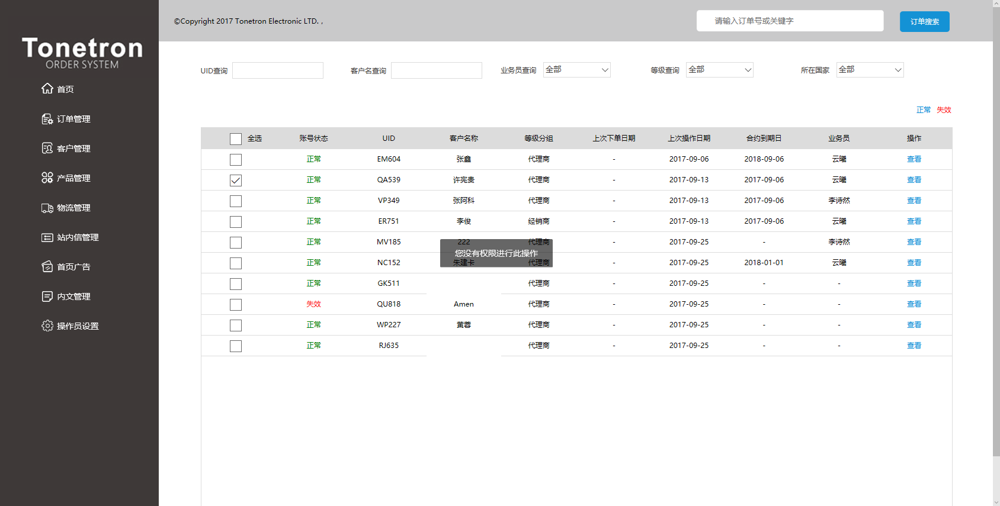 ©Copyright 2017 Tonetron Electronic LTD. ,
请输入订单号或关键字
订单搜索
Tonetron
ORDER SYSTEM
首页
订单管理
客户管理
产品管理
物流管理
站内信管理
首页广告
内文管理
操作员设置
UID查询
客户名查询
业务员查询 全部
等级查询 全部
所在国家 全部
正常 失效
全选 账号状态 UID 客户名称 等级分组 上次下单日期 上次操作日期 合约到期日 业务员 操作
正常 EM604 张鑫 代理商 - 2017-09-06 2018-09-06 云曦 查看
正常 QA539 许宪贵 代理商 - 2017-09-13 2017-09-06 云曦 查看
正常 VP349 张阿科 代理商 - 2017-09-13 2017-09-06 李诗然 查看
正常 ER751 李俊 经销商 - 2017-09-13 2017-09-06 云曦 查看
正常 MV185 222 代理商 - 2017-09-25 - 李诗然 查看
您没有权限进行此操作
正常 NC152 朱建卡 代理商 - 2017-09-25 2018-01-01 云曦 查看
正常 GK511 代理商 - 2017-09-25 - - 查看
失效 QU818 Amen 代理商 - 2017-09-25 - - 查看
正常 WP227 黄蓉 代理商 - 2017-09-25 - - 查看
正常 RJ635 代理商 - 2017-09-25 - - 查看